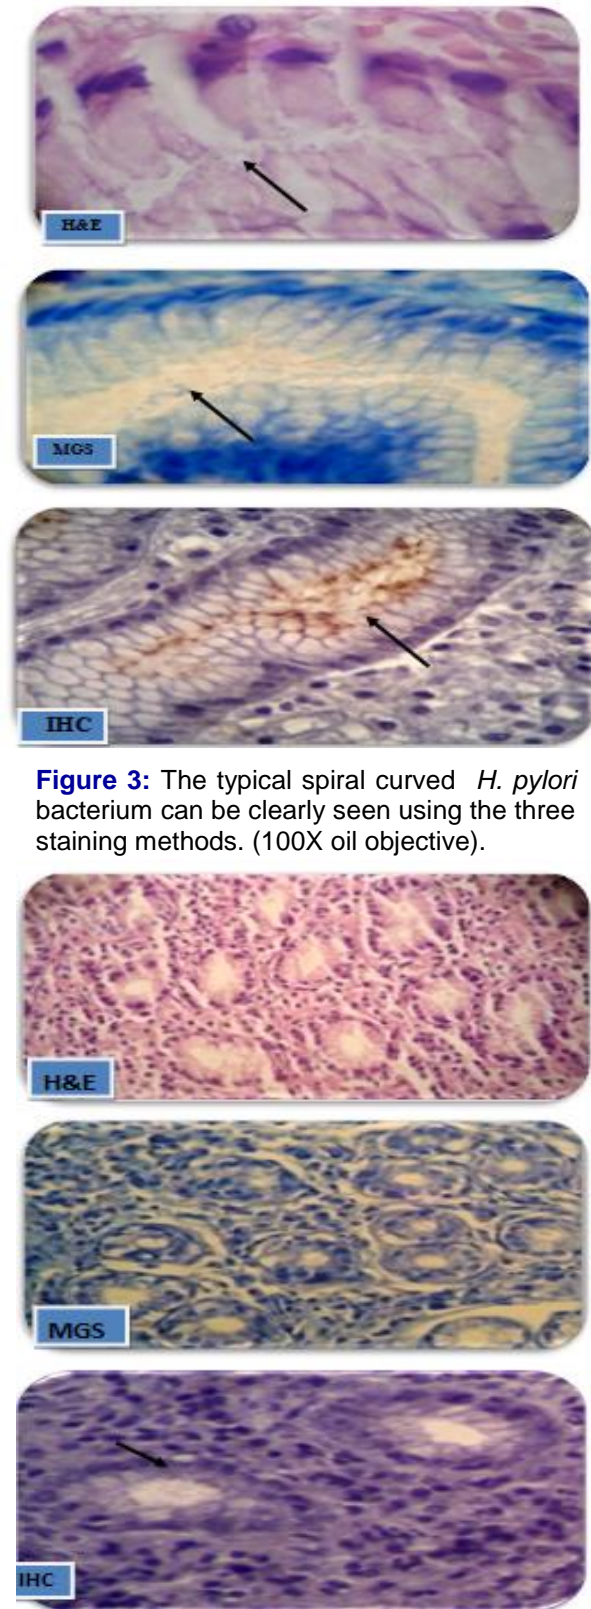 H&E
MGS
IHC
Figure 3: The typical spiral curved H. pylori
bacterium can be clearly seen using the three
staining methods. (100X oil objective).
H&E
MGS
IHC